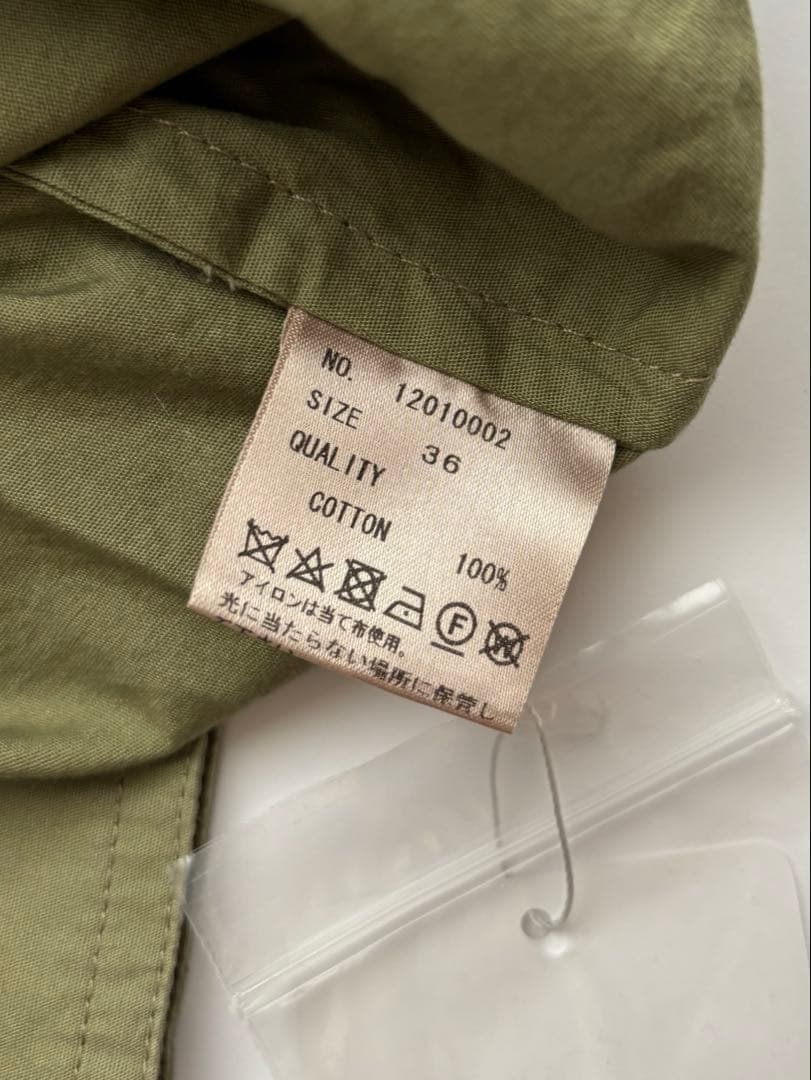 NO. 12010002
SIZE 36
QUALITY
COTTON 100%
F W
アイロンは当て布使用。
光に当たらない場所に保管し